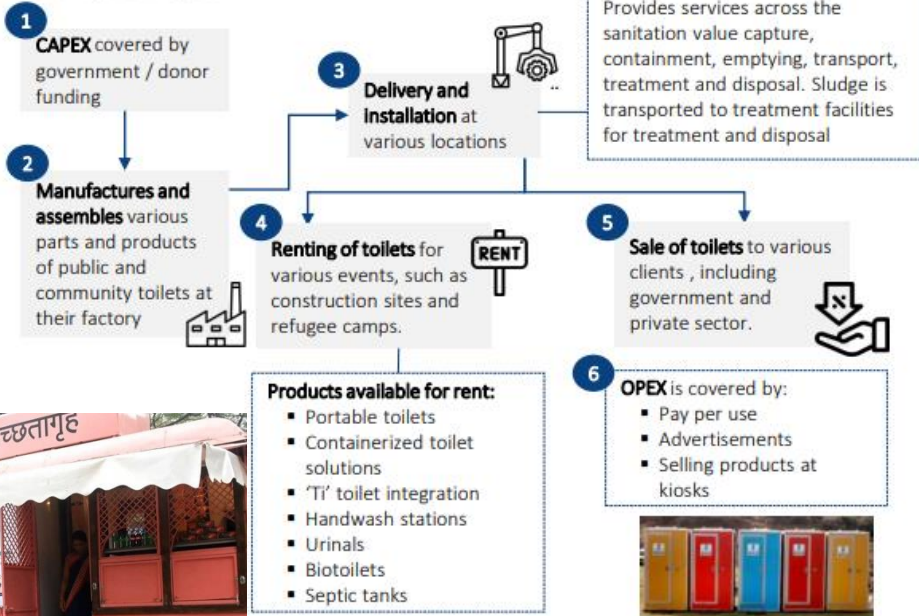 1
CAPEX covered by
government / donor
funding
2
Manufactures and
assembles various
parts and products
of public and
community toilets at
their factory
3
Delivery and
installation at
various locations
Provides services across the
sanitation value capture,
containment, emptying, transport,
treatment and disposal. Sludge is
transported to treatment facilities
for treatment and disposal
4
Renting of toilets for
various events, such as
construction sites and
refugee camps.
RENT
5
Sale of toilets to various
clients , including
government and
private sector.
Products available for rent:
▪ Portable toilets
▪ Containerized toilet
solutions
▪ ‘Ti’ toilet integration
▪ Handwash stations
▪ Urinals
▪ Biotoilets
▪ Septic tanks
6
OPEX is covered by:
▪ Pay per use
▪ Advertisements
▪ Selling products at
kiosks
च्छतागृह